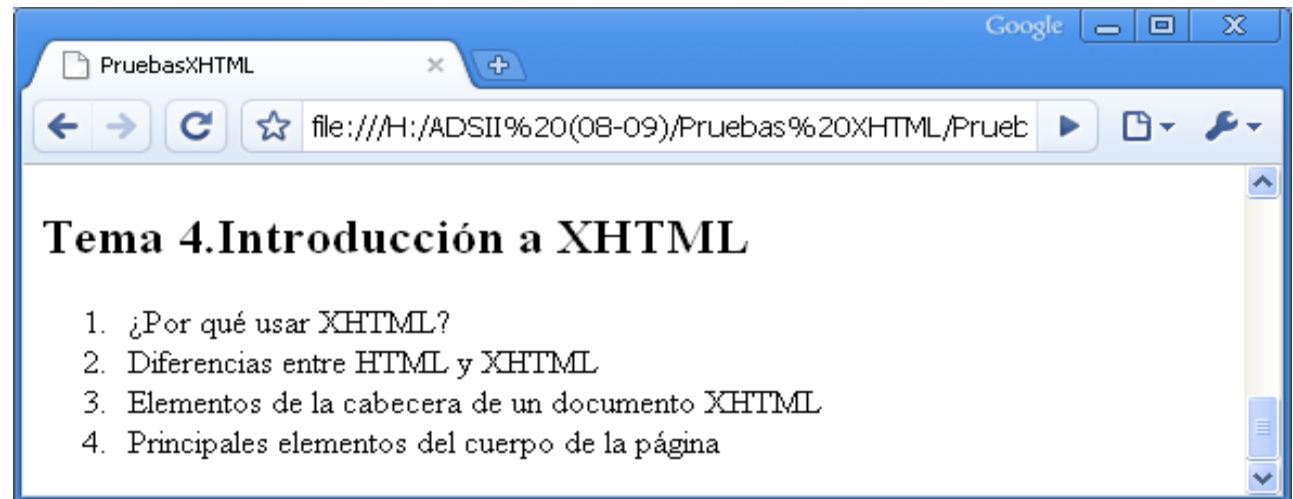 Google
PruebasXHTML
file:///H:/ADSII%20(08-09)/Pruebas%20XHTML/Prueb
Tema 4.Introducción a XHTML
1. ¿Por qué usar XHTML?
2. Diferencias entre HTML y XHTML
3. Elementos de la cabecera de un documento XHTML
4. Principales elementos del cuerpo de la página